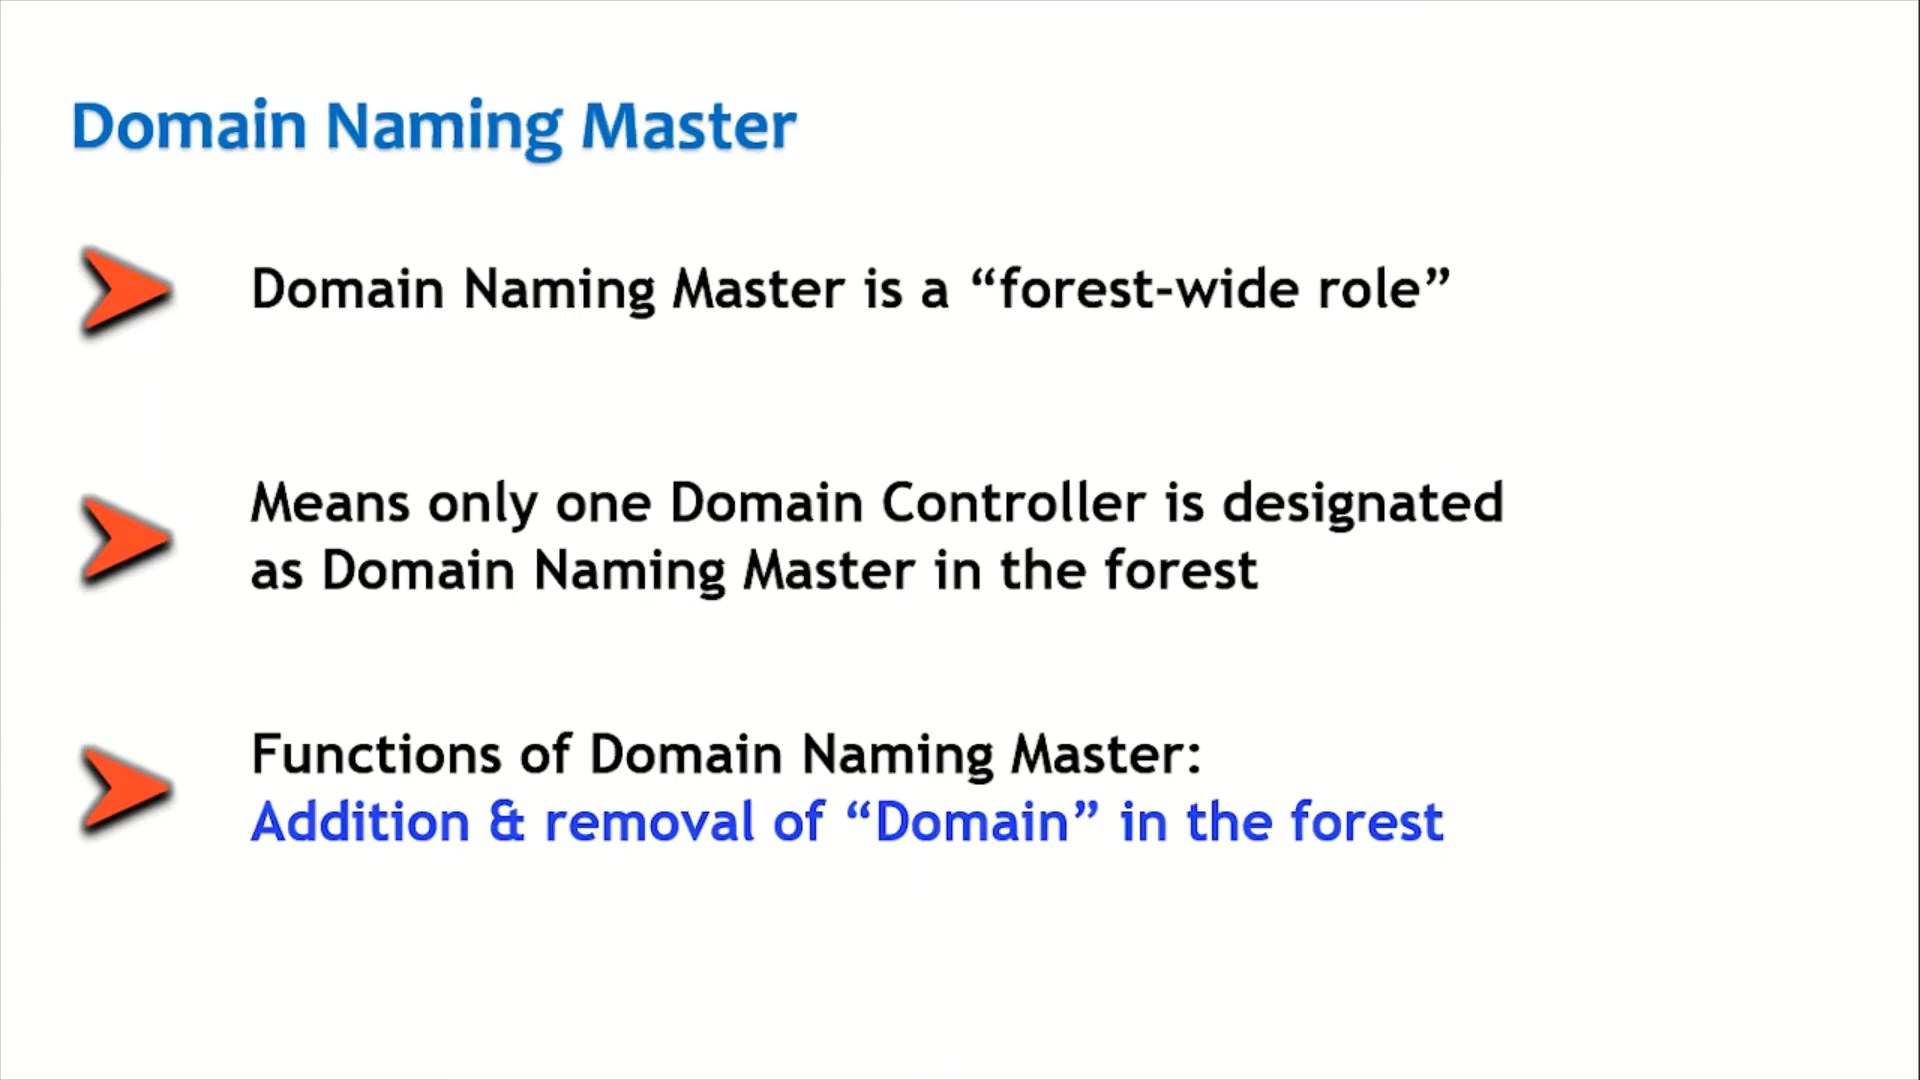 Domain Naming Master
Domain Naming Master is a “forest-wide role”
Means only one Domain Controller is designated
as Domain Naming Master in the forest
Functions of Domain Naming Master:
Addition & removal of “Domain” in the forest